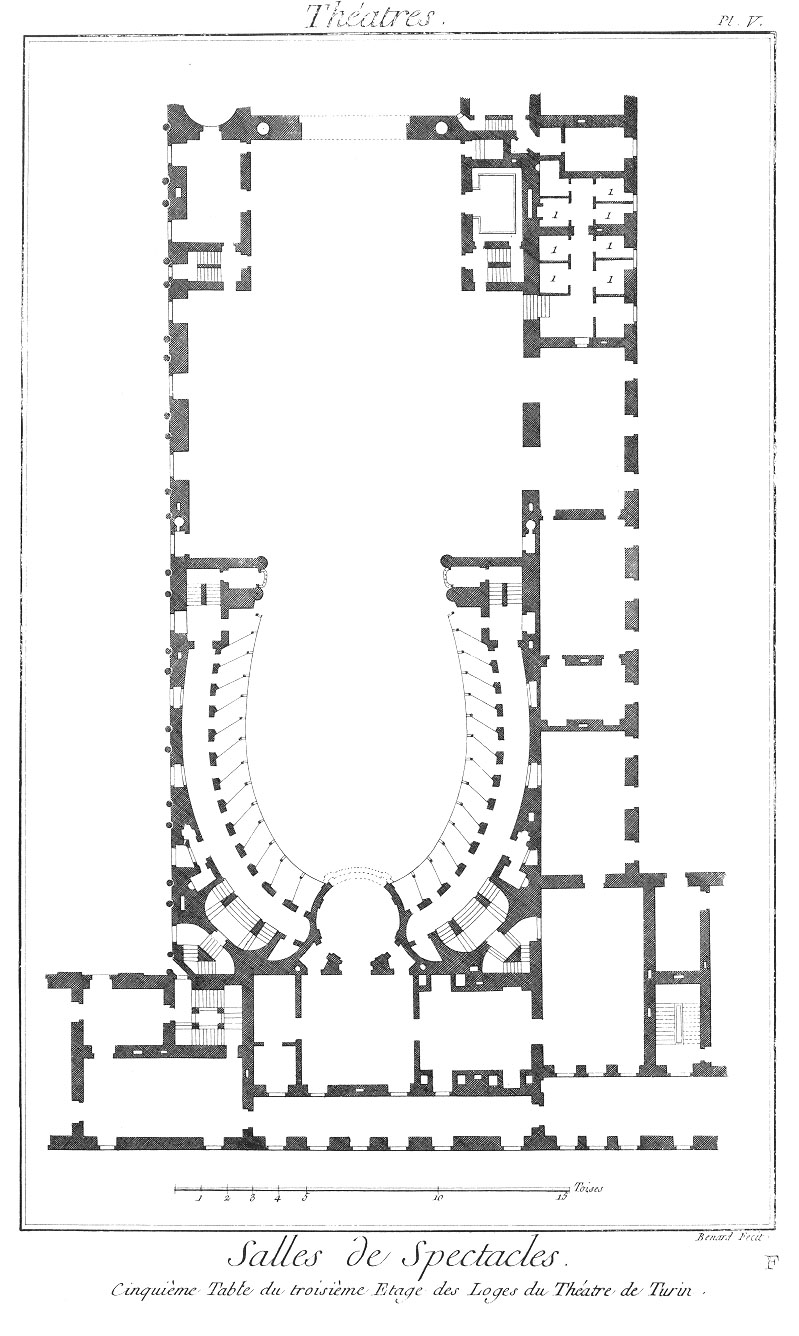 Théatres.
Pl. V.
1
1
1
1
1
1
1
1 2 3 4 5 10 15 Toises
Benard Fecit.
Salles de Spectacles.
F
Cinquième Table du troisième Etage des Loges du Théatre de Turin.